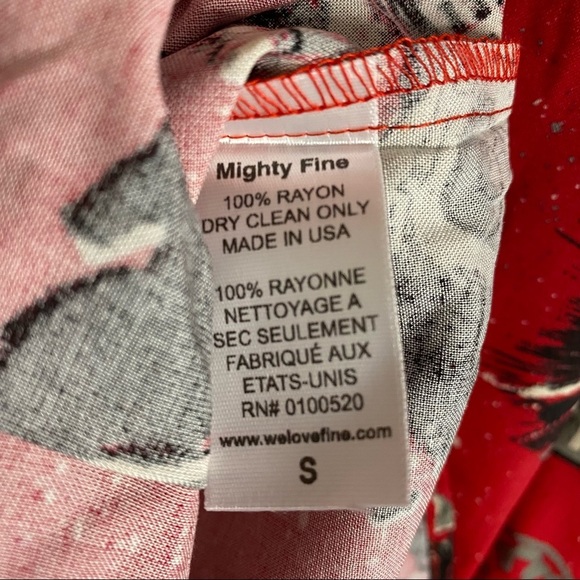 Mighty Fine
100% RAYON
DRY CLEAN ONLY
MADE IN USA
100% RAYONNE
NETTOYAGE A
SEC SEULEMENT
FABRIQUÉ AUX
ETATS-UNIS
RN# 0100520
www.welovefine.com
S